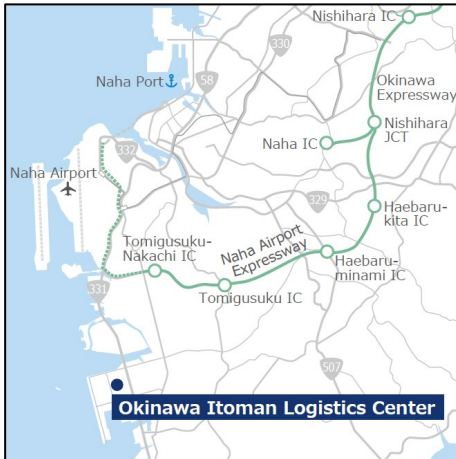 Nishihara IC
330
Okinawa
Expressway
58
Naha Port
Nishihara
JCT
Naha IC
332
Naha Airport
329
Haebaru-
kita IC
Tomigusuku-
Nakachi IC
Naha Airport
Expressway
Haebaru-
minami IC
331
Tomigusuku IC
507
Okinawa Itoman Logistics Center